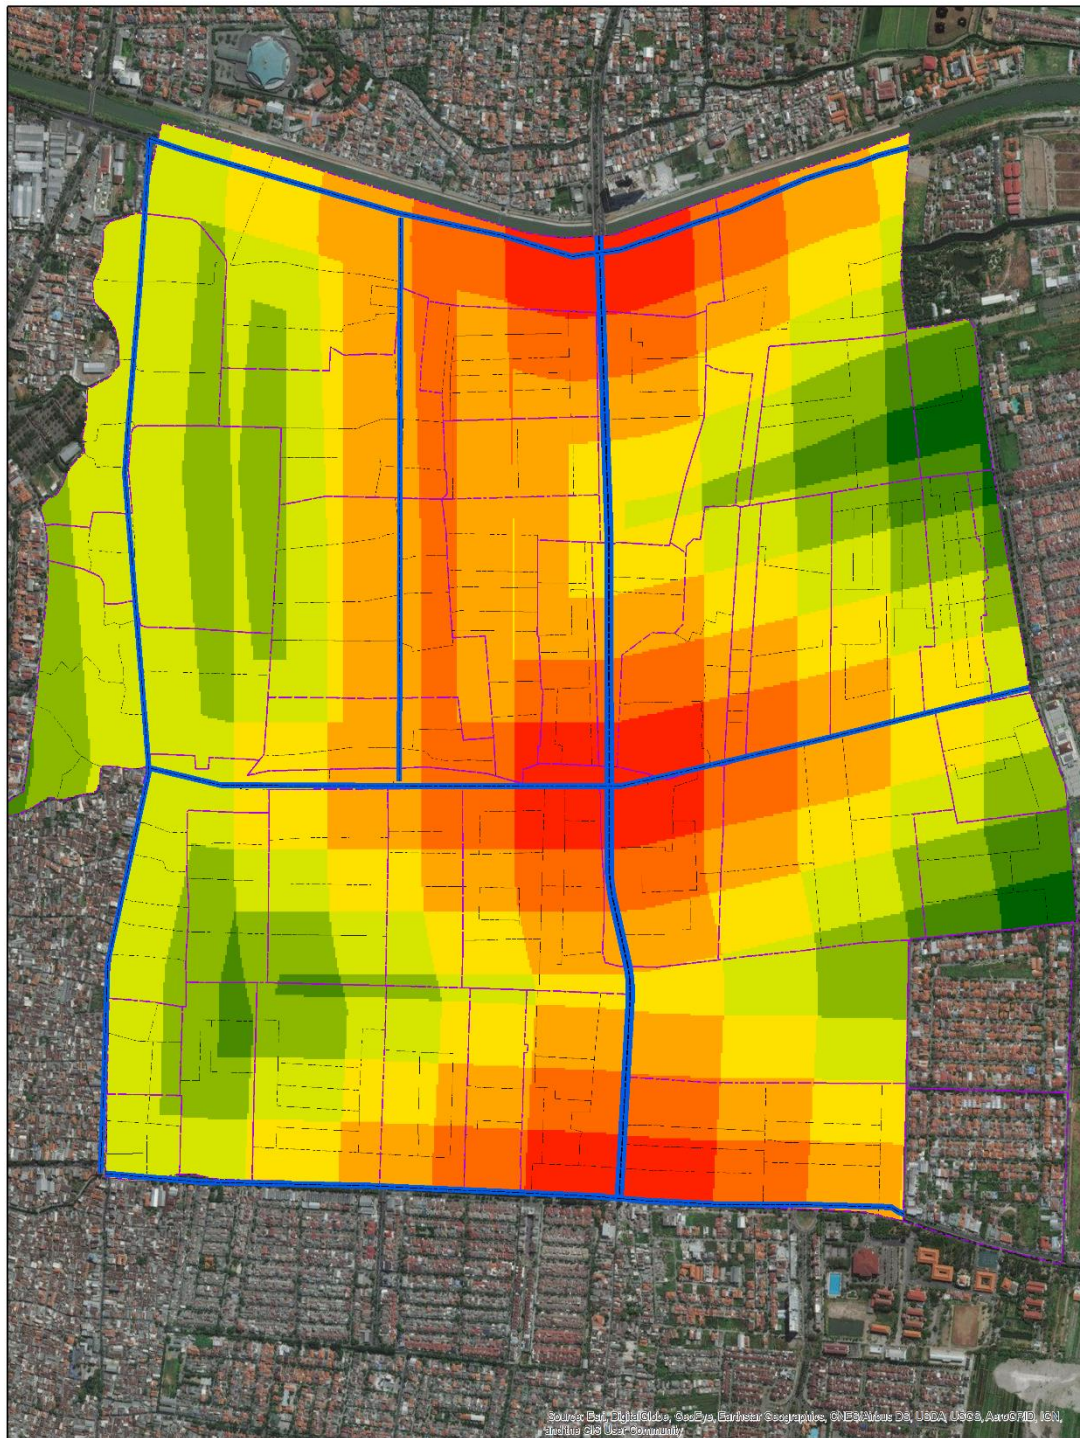 Source: Esri, DigitalGlobe, GeoEye, Earthstar Geographics, CNES/Airbus DS, USDA, USGS, AeroGRID, IGN,
and the GIS User Community